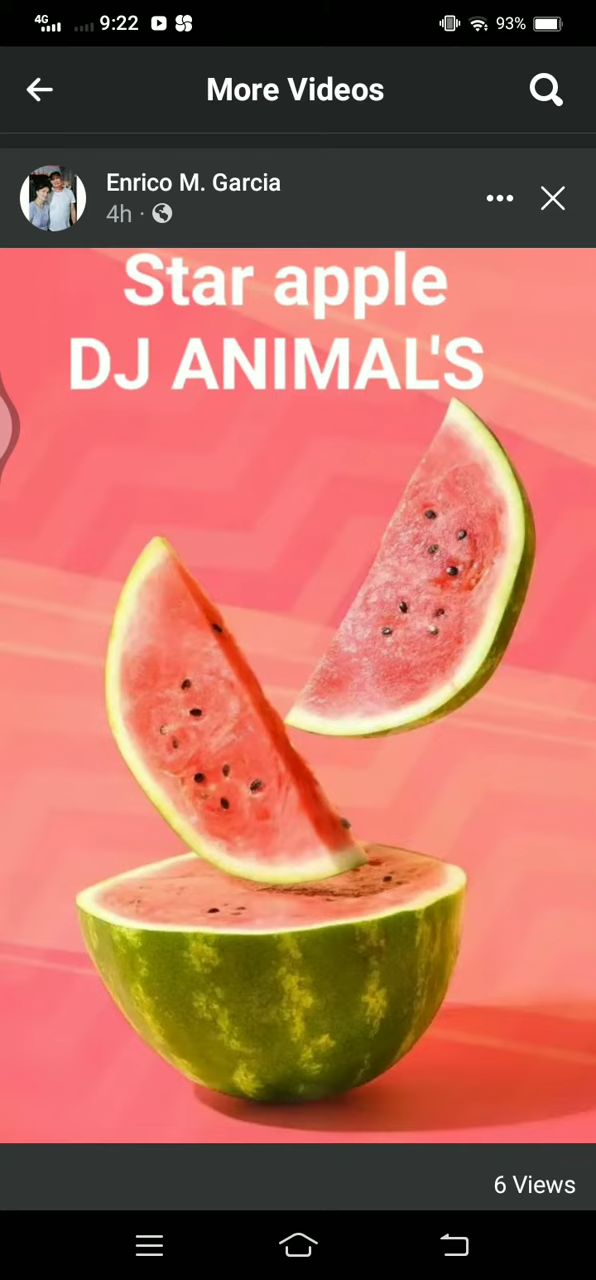 4G 9:22 93%
More Videos
Enrico M. Garcia
4h ·
Star apple
DJ ANIMAL'S
6 Views